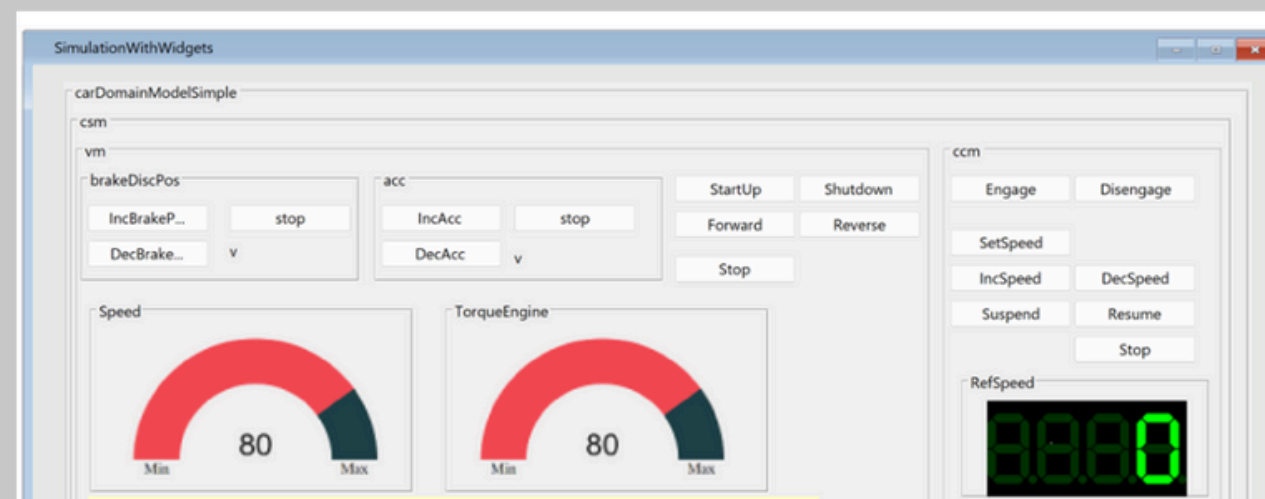 SimulationWithWidgets
carDomainModelSimple
csm
vm
ccm
brakeDiscPos
acc
StartUp Shutdown
Engage Disengage
IncBrakeP... stop
IncAcc stop
Forward Reverse
SetSpeed
DecBrake... v
DecAcc v
Stop
IncSpeed DecSpeed
Suspend Resume
Stop
Speed
TorqueEngine
RefSpeed
80
80
0
Min Max
Min Max